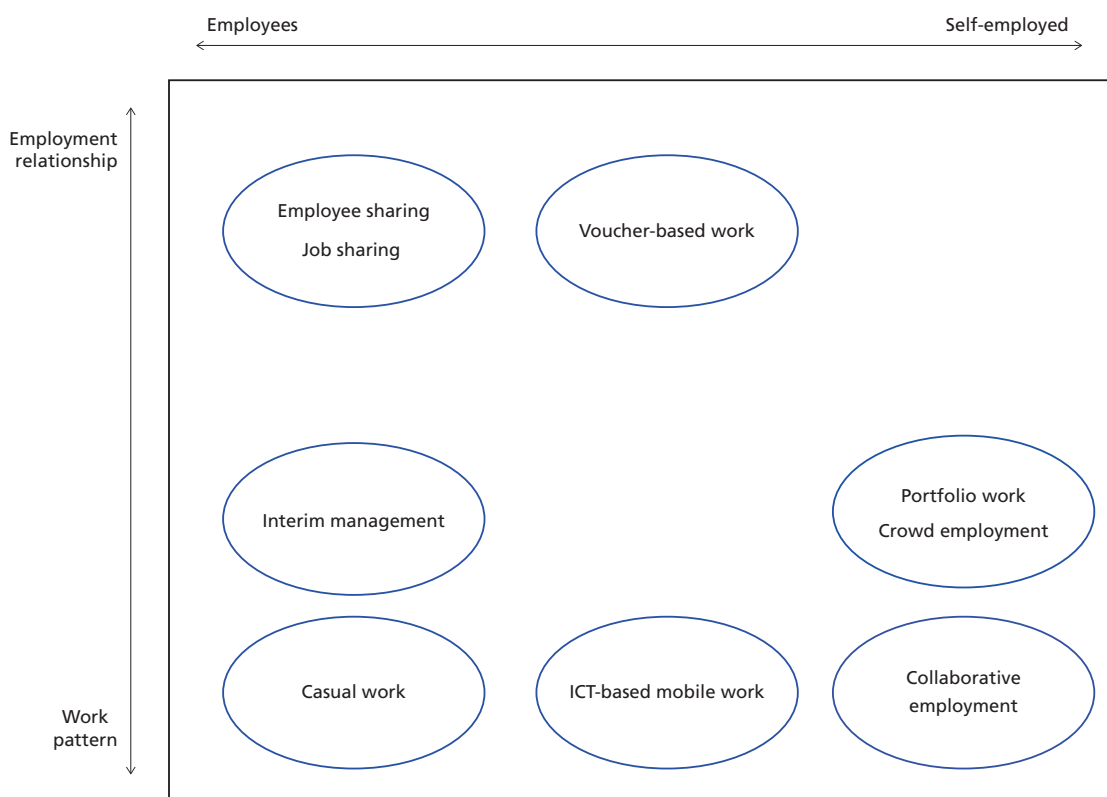 Employees
Self-employed
Employment
relationship
Employee sharing
Job sharing
Voucher-based work
Interim management
Portfolio work
Crowd employment
Casual work
ICT-based mobile work
Collaborative
employment
Work
pattern